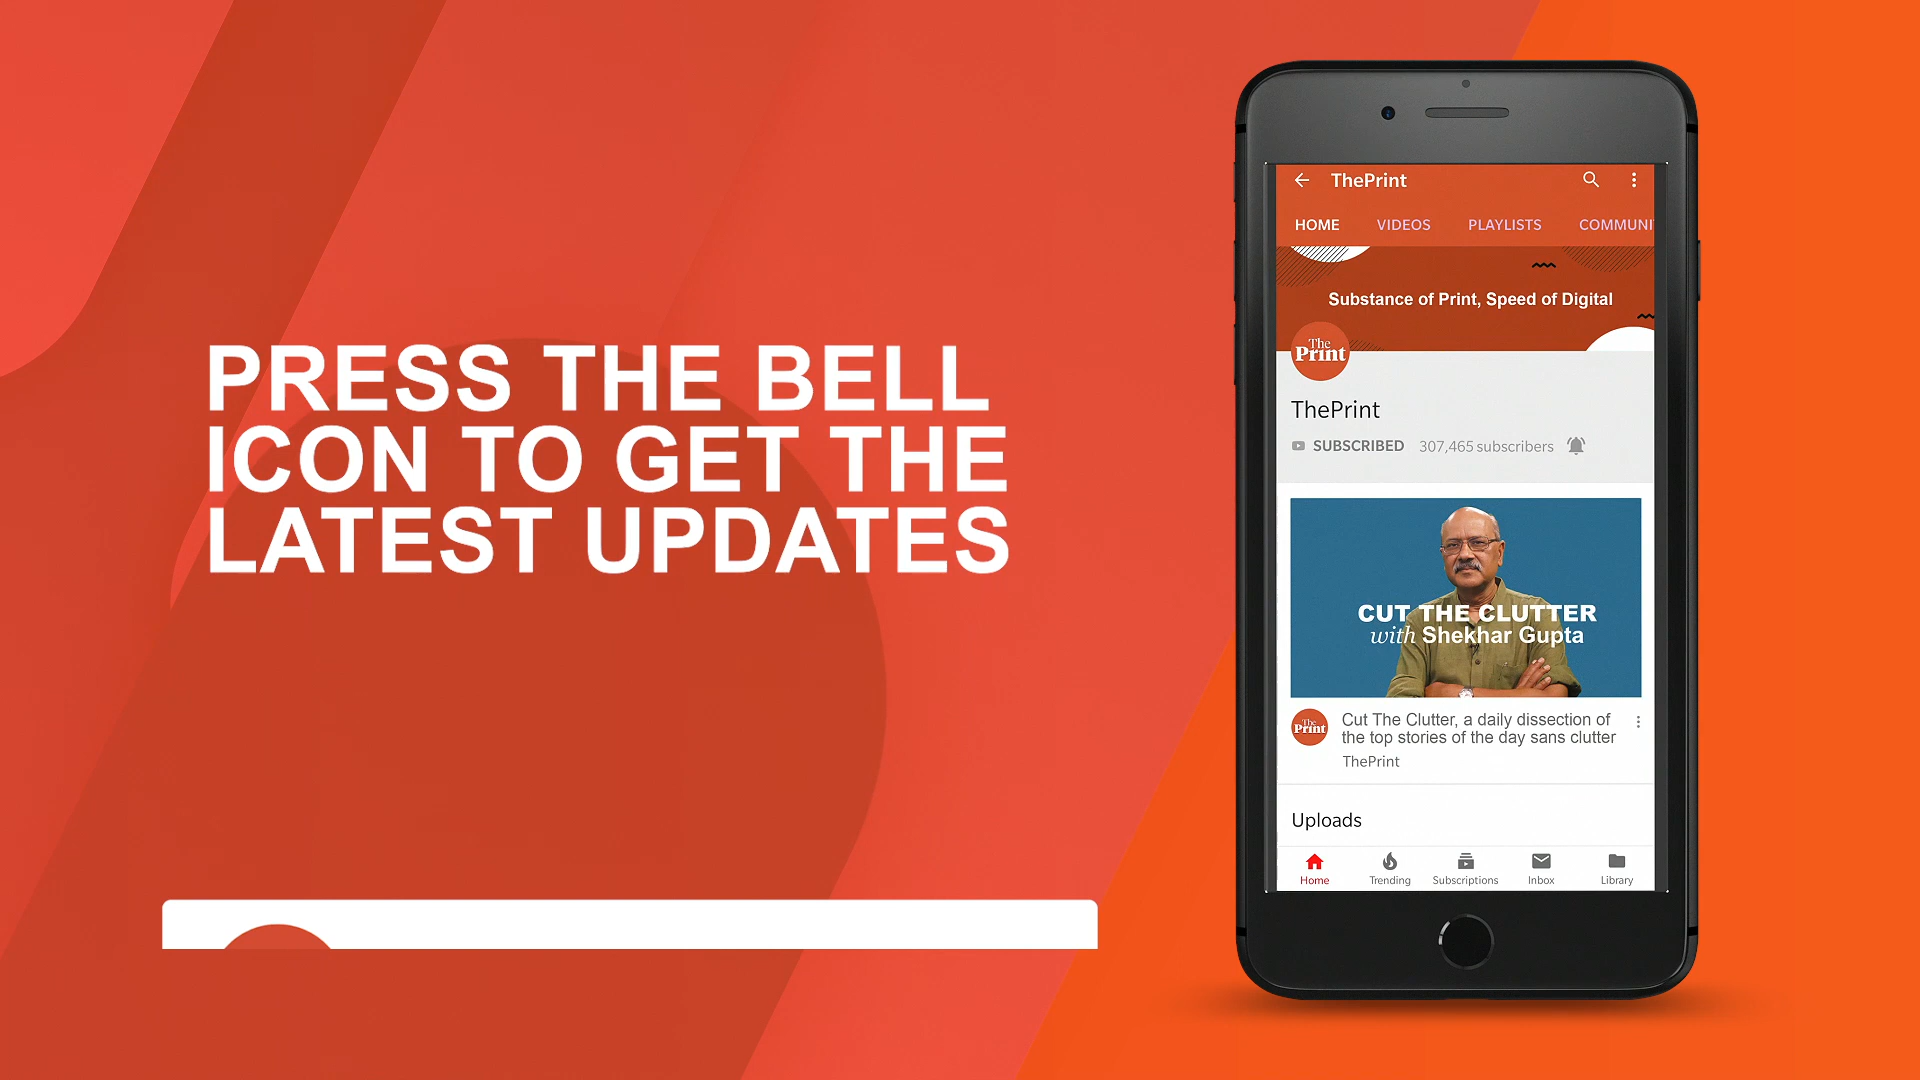 PRESS THE BELL
ICON TO GET THE
LATEST UPDATES
ThePrint
HOME VIDEOS PLAYLISTS COMMUNI
Substance of Print, Speed of Digital
The
Print
ThePrint
SUBSCRIBED 307,465 subscribers
CUT THE CLUTTER
with Shekhar Gupta
The
Print
Cut The Clutter, a daily dissection of
the top stories of the day sans clutter
ThePrint
Uploads
Home Trending Subscriptions Inbox Library